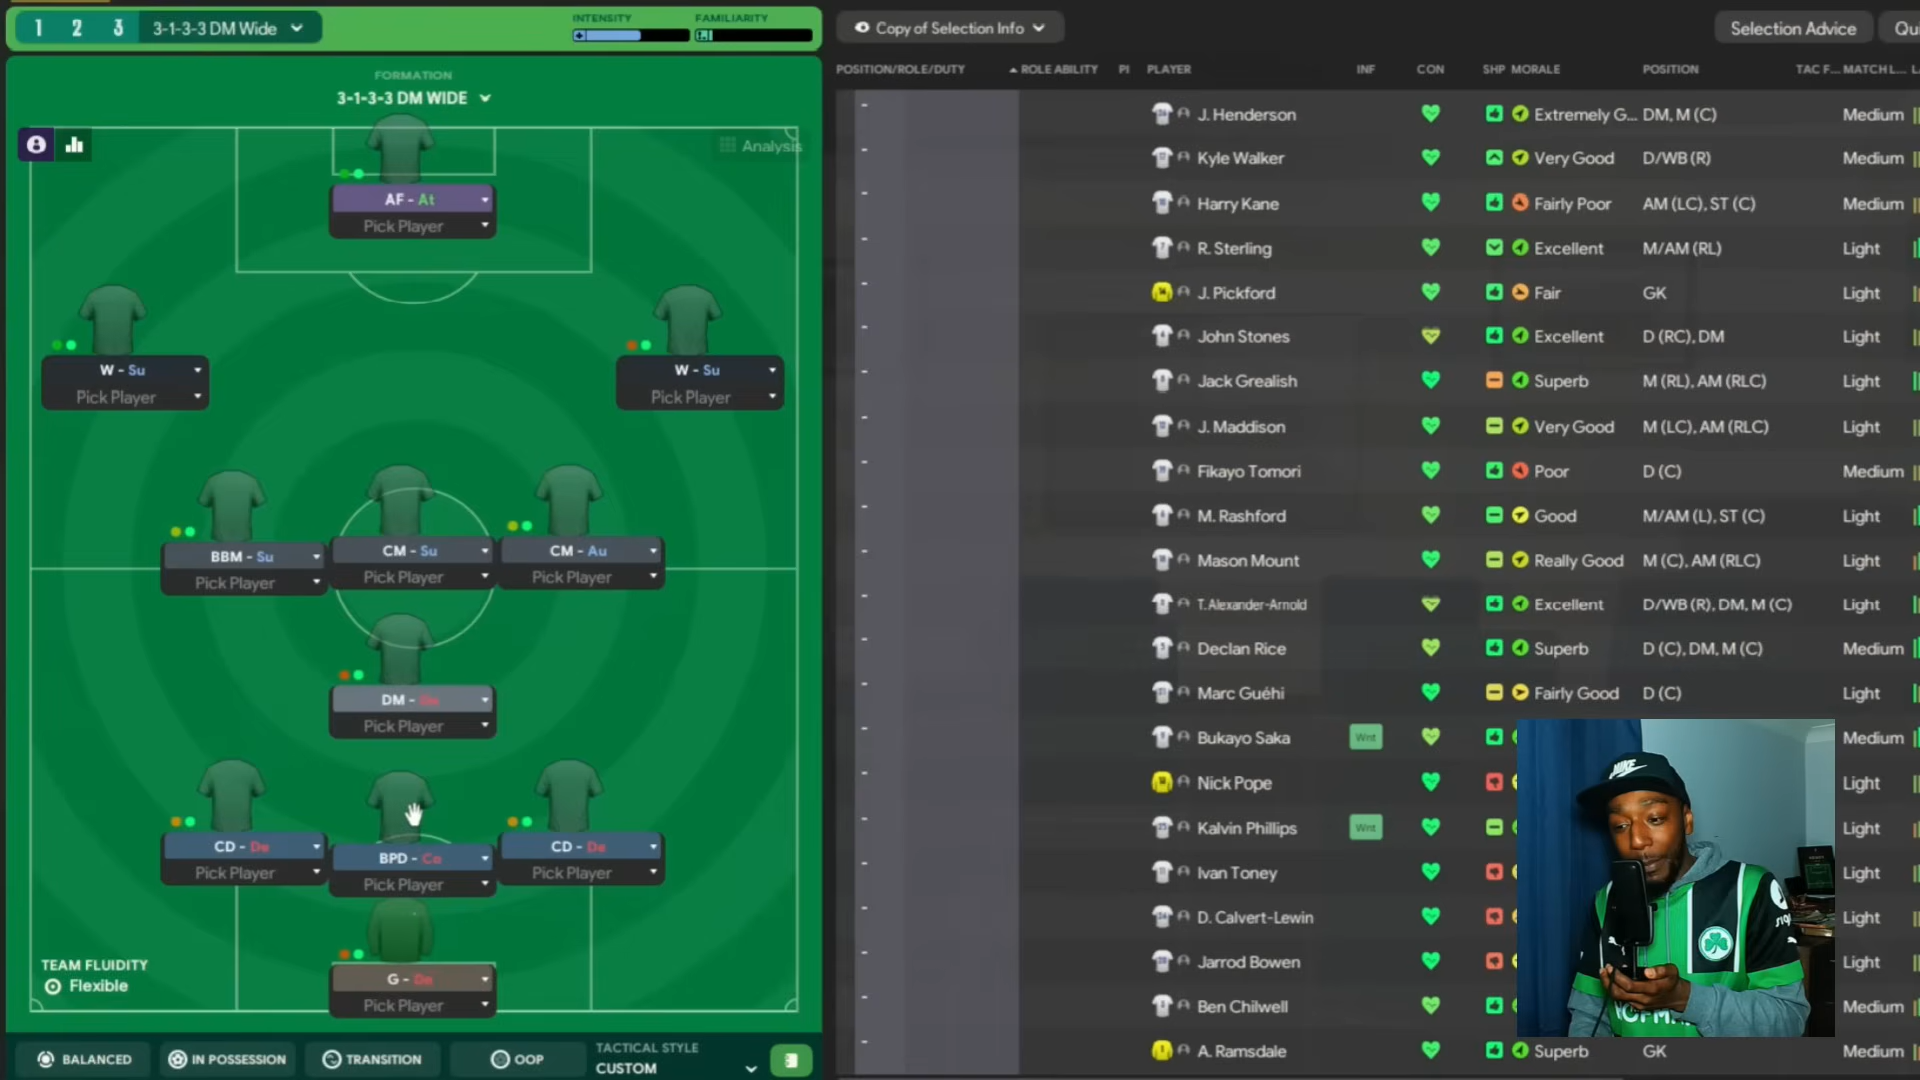 1 2 3 3-1-3-3 DM Wide
INTENSITY
FAMILIARITY
FORMATION
3-1-3-3 DM WIDE
Analysis
AF - At
Pick Player
W - Su
Pick Player
W - Su
Pick Player
BBM - Su
Pick Player
CM - Su
Pick Player
CM - Au
Pick Player
DM - De
Pick Player
CD - De
Pick Player
BPD - Co
Pick Player
CD - De
Pick Player
G - De
Pick Player
TEAM FLUIDITY
Flexible
BALANCED
IN POSSESSION
TRANSITION
OOP
TACTICAL STYLE
CUSTOM
Copy of Selection Info
Selection Advice
Qui
POSITION/ROLE/DUTY ROLE ABILITY PI PLAYER INF CON SHP MORALE POSITION TAC F... MATCH L...
- J. Henderson Extremely G... DM, M (C) Medium
- Kyle Walker Very Good D/WB (R) Medium
- Harry Kane Fairly Poor AM (LC), ST (C) Medium
- R. Sterling Excellent M/AM (RL) Light
- J. Pickford Fair GK Light
- John Stones Excellent D (RC), DM Light
- Jack Grealish Superb M (RL), AM (RLC) Light
- J. Maddison Very Good M (LC), AM (RLC) Light
- Fikayo Tomori Poor D (C) Medium
- M. Rashford Good M/AM (L), ST (C) Light
- Mason Mount Really Good M (C), AM (RLC) Light
- T. Alexander-Arnold Excellent D/WB (R), DM, M (C) Light
- Declan Rice Superb D (C), DM, M (C) Medium
- Marc Guéhi Fairly Good D (C) Light
- Bukayo Saka Wnt Medium
- Nick Pope Light
- Kalvin Phillips Wnt Light
- Ivan Toney Light
- D. Calvert-Lewin Light
- Jarrod Bowen Light
- Ben Chilwell Medium
- A. Ramsdale Superb GK Medium
NIKE